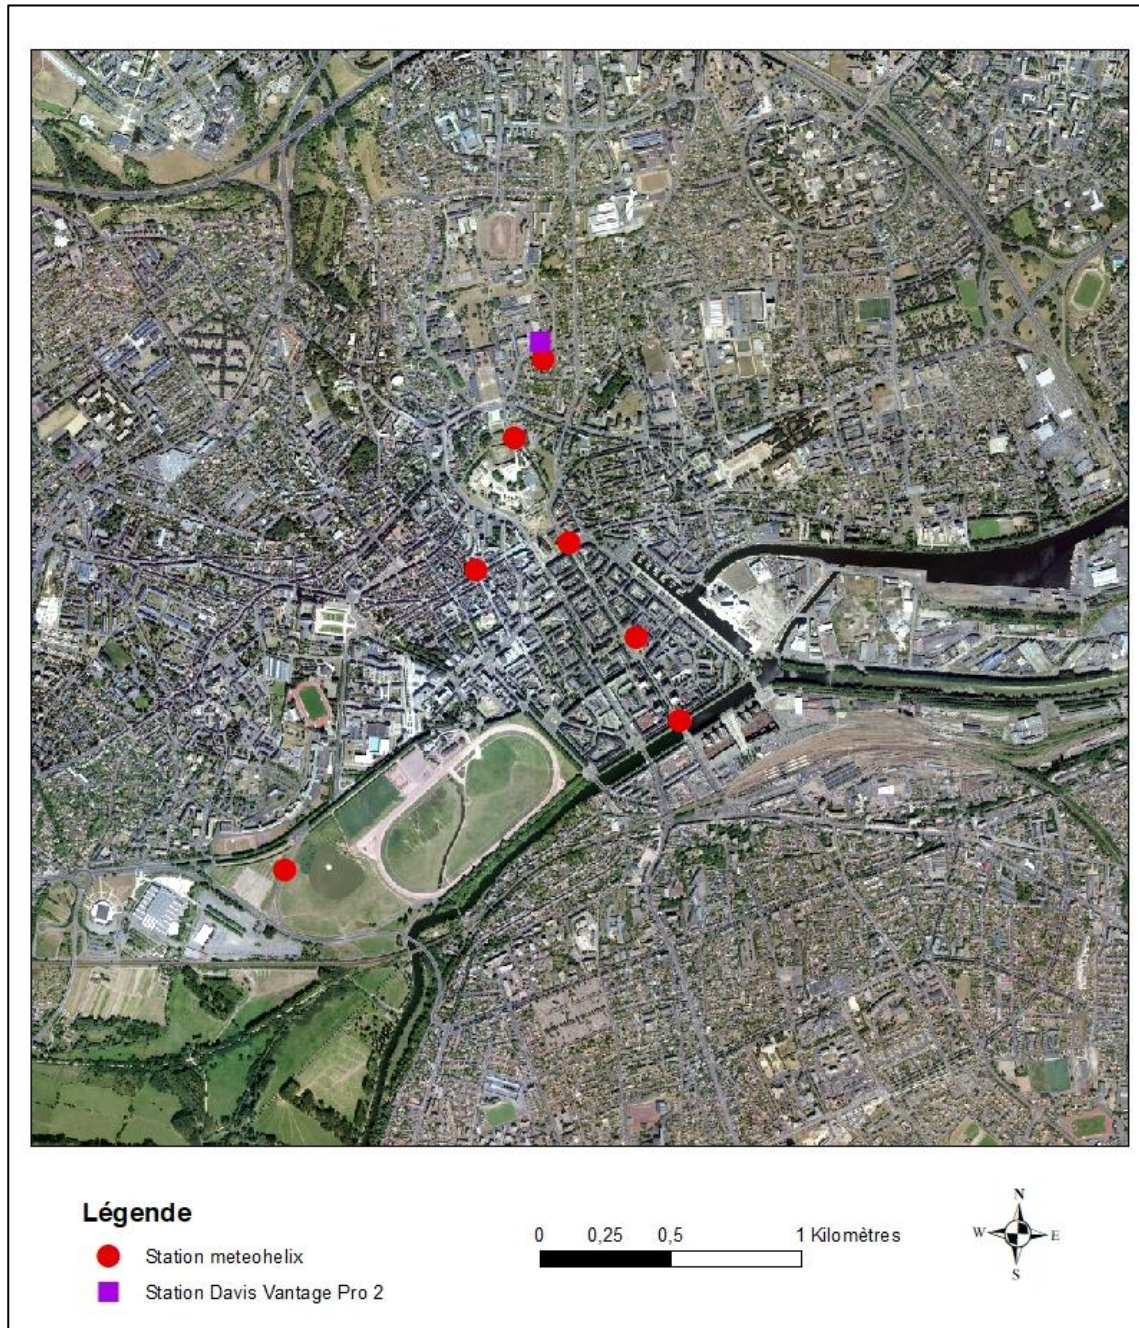 Légende
Station meteohelix
Station Davis Vantage Pro 2
0 0,25 0,5 1 Kilomètres
N
W E
S